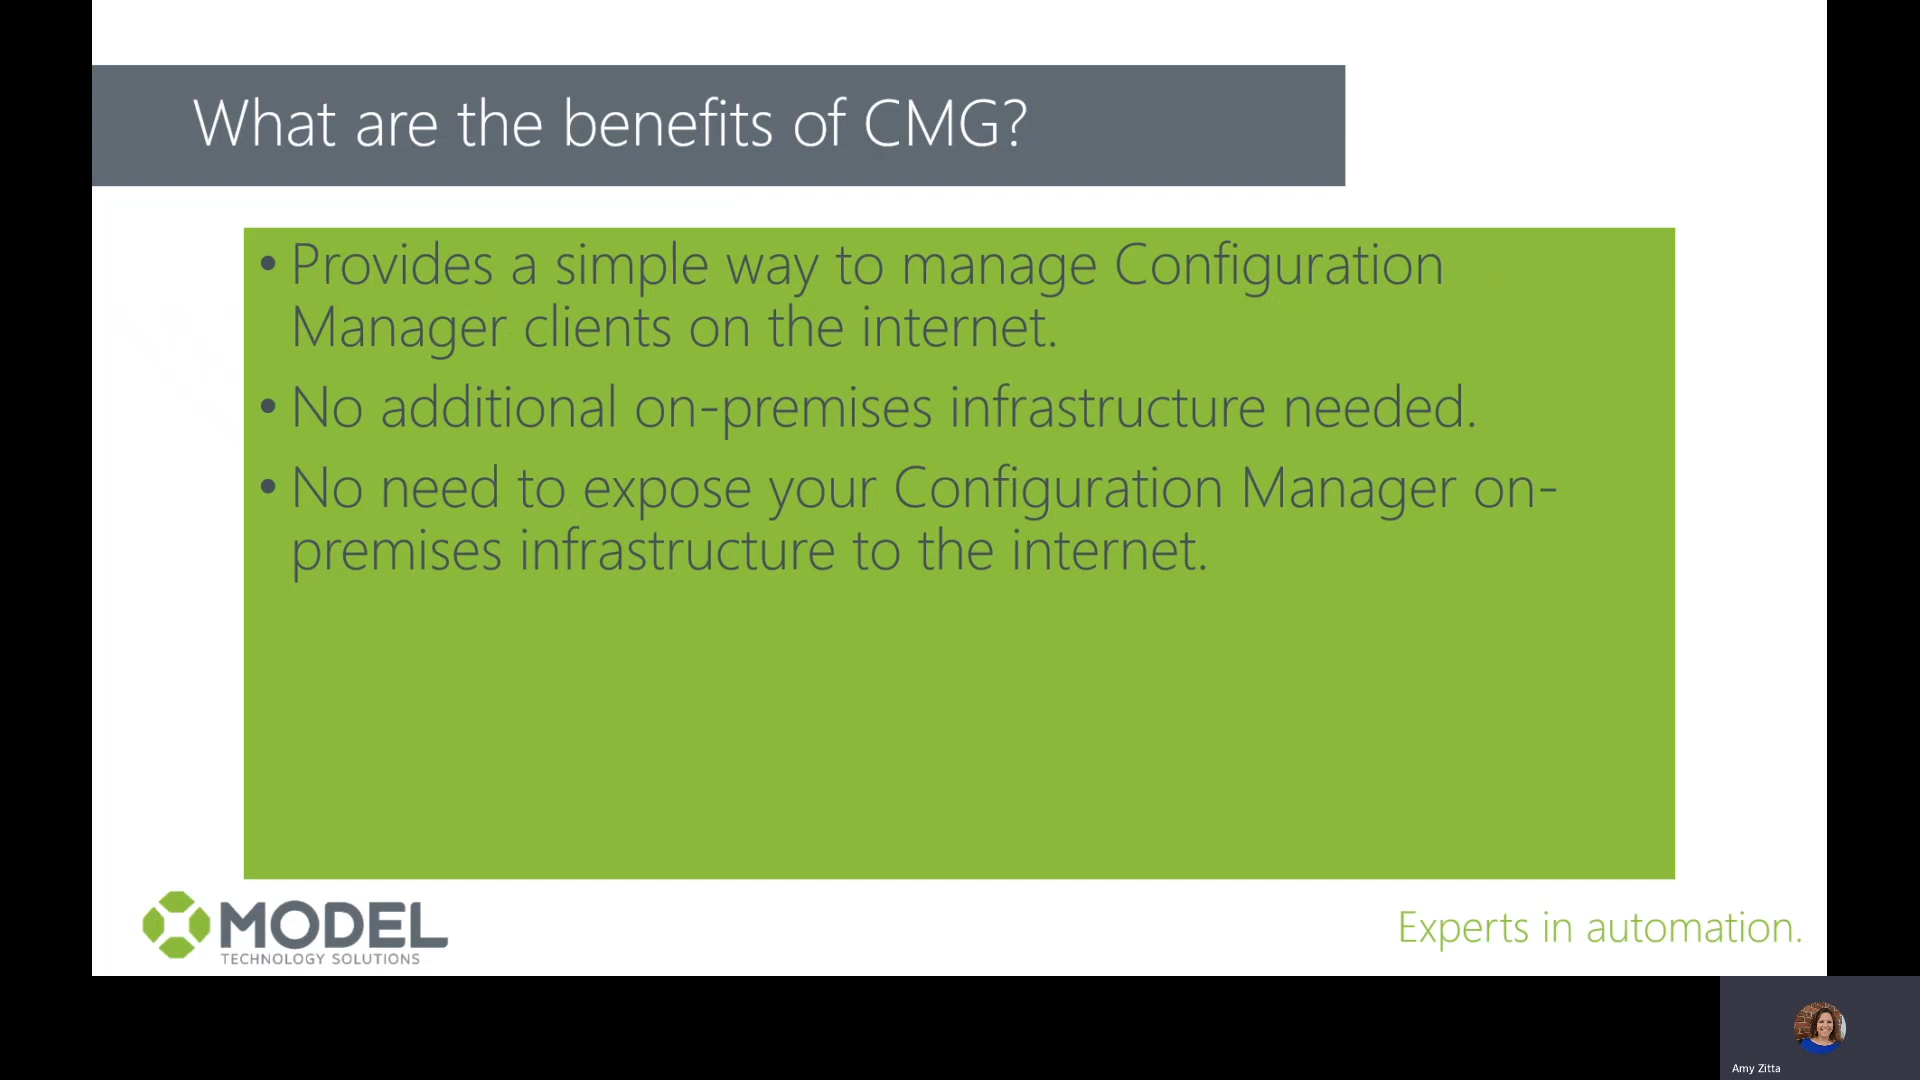 What are the benefits of CMG?
• Provides a simple way to manage Configuration
Manager clients on the internet.
• No additional on-premises infrastructure needed.
• No need to expose your Configuration Manager on-
premises infrastructure to the internet.
MODEL
TECHNOLOGY SOLUTIONS
Experts in automation.
Amy Zitta